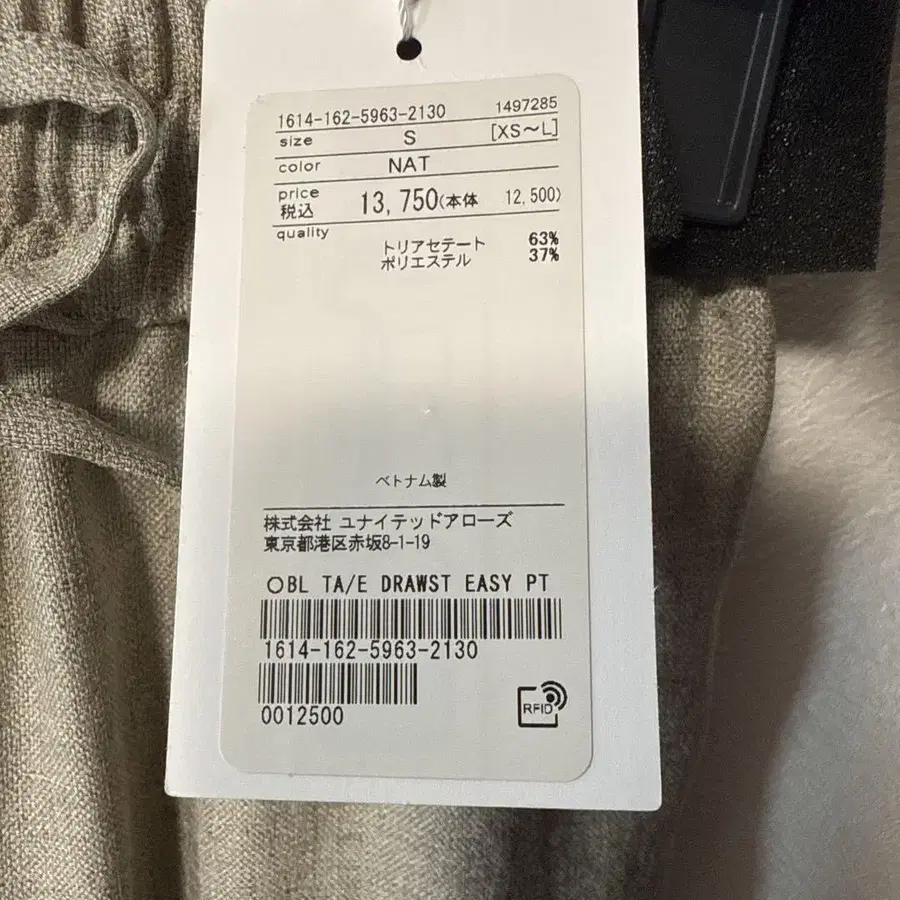 1614-162-5963-2130 1497285
size S [XS～L]
color NAT
price 税込 13,750(本体 12,500)
quality
トリアセテート 63%
ポリエステル 37%
ベトナム製
株式会社 ユナイテッドアローズ
東京都港区赤坂8-1-19
○BL TA/E DRAWST EASY PT
1614-162-5963-2130
0012500
RFID